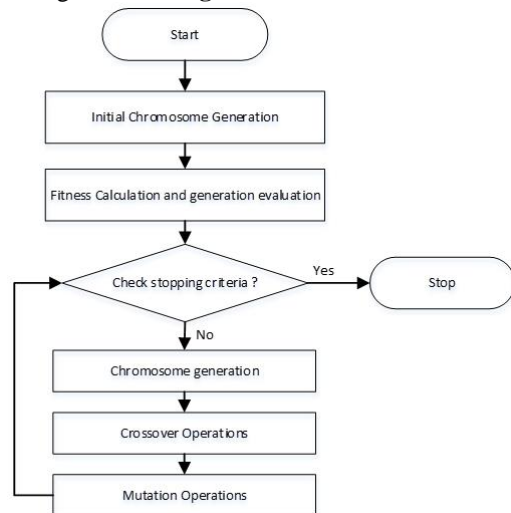 Start
Initial Chromosome Generation
Fitness Calculation and generation evaluation
Check stopping criteria ?
Yes
Stop
No
Chromosome generation
Crossover Operations
Mutation Operations